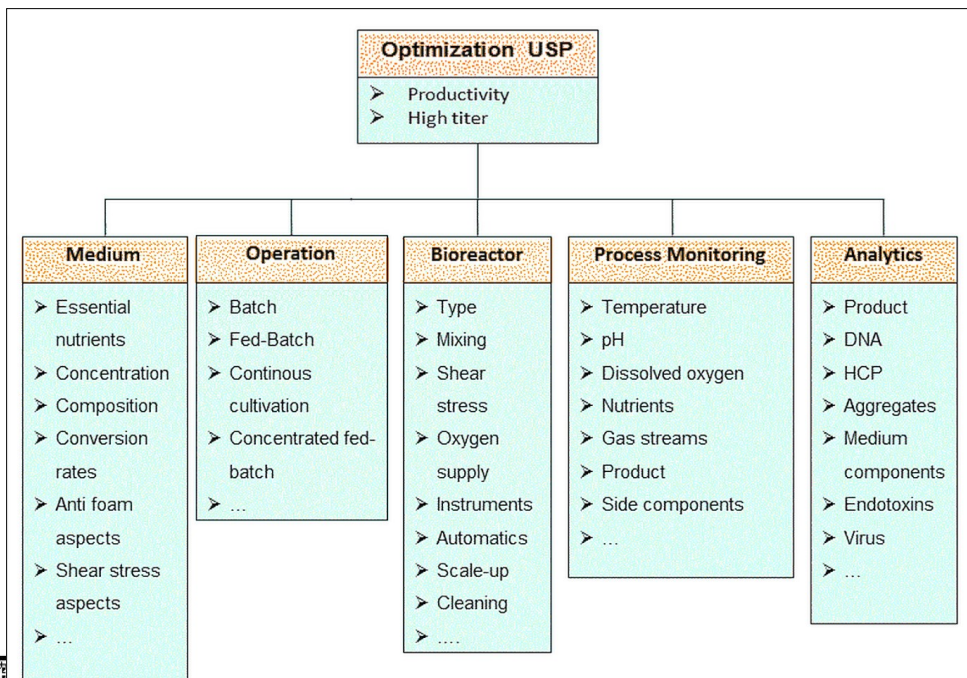 Optimization USP
➢ Productivity
➢ High titer
Medium
➢ Essential
nutrients
➢ Concentration
➢ Composition
➢ Conversion
rates
➢ Anti foam
aspects
➢ Shear stress
aspects
➢ ...
Operation
➢ Batch
➢ Fed-Batch
➢ Continous
cultivation
➢ Concentrated fed-
batch
➢ ...
Bioreactor
➢ Type
➢ Mixing
➢ Shear
stress
➢ Oxygen
supply
➢ Instruments
➢ Automatics
➢ Scale-up
➢ Cleaning
➢ ....
Process Monitoring
➢ Temperature
➢ pH
➢ Dissolved oxygen
➢ Nutrients
➢ Gas streams
➢ Product
➢ Side components
➢ ...
Analytics
➢ Product
➢ DNA
➢ HCP
➢ Aggregates
➢ Medium
components
➢ Endotoxins
➢ Virus
➢ ...